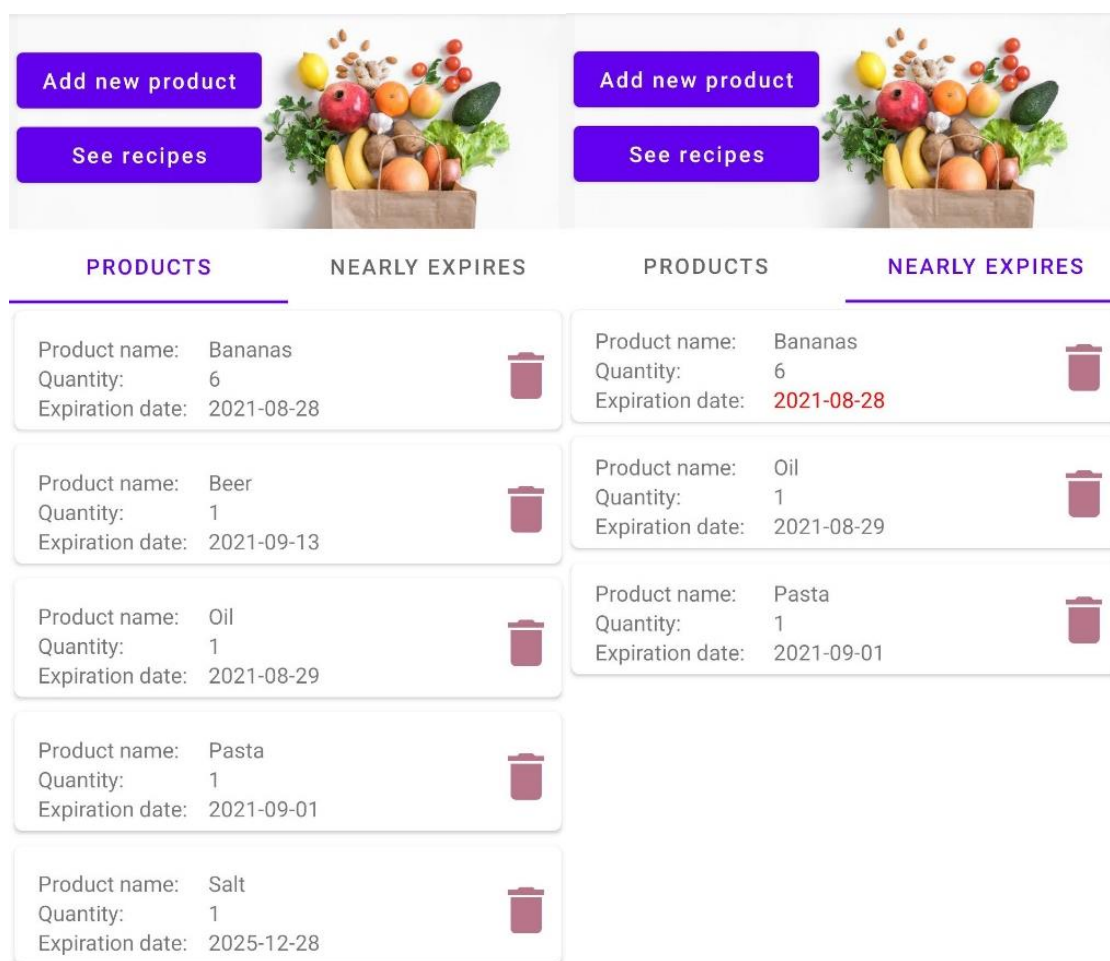 Add new product
See recipes
PRODUCTS NEARLY EXPIRES
Product name: Bananas
Quantity: 6
Expiration date: 2021-08-28
Product name: Beer
Quantity: 1
Expiration date: 2021-09-13
Product name: Oil
Quantity: 1
Expiration date: 2021-08-29
Product name: Pasta
Quantity: 1
Expiration date: 2021-09-01
Product name: Salt
Quantity: 1
Expiration date: 2025-12-28
Add new product
See recipes
PRODUCTS NEARLY EXPIRES
Product name: Bananas
Quantity: 6
Expiration date: 2021-08-28
Product name: Oil
Quantity: 1
Expiration date: 2021-08-29
Product name: Pasta
Quantity: 1
Expiration date: 2021-09-01